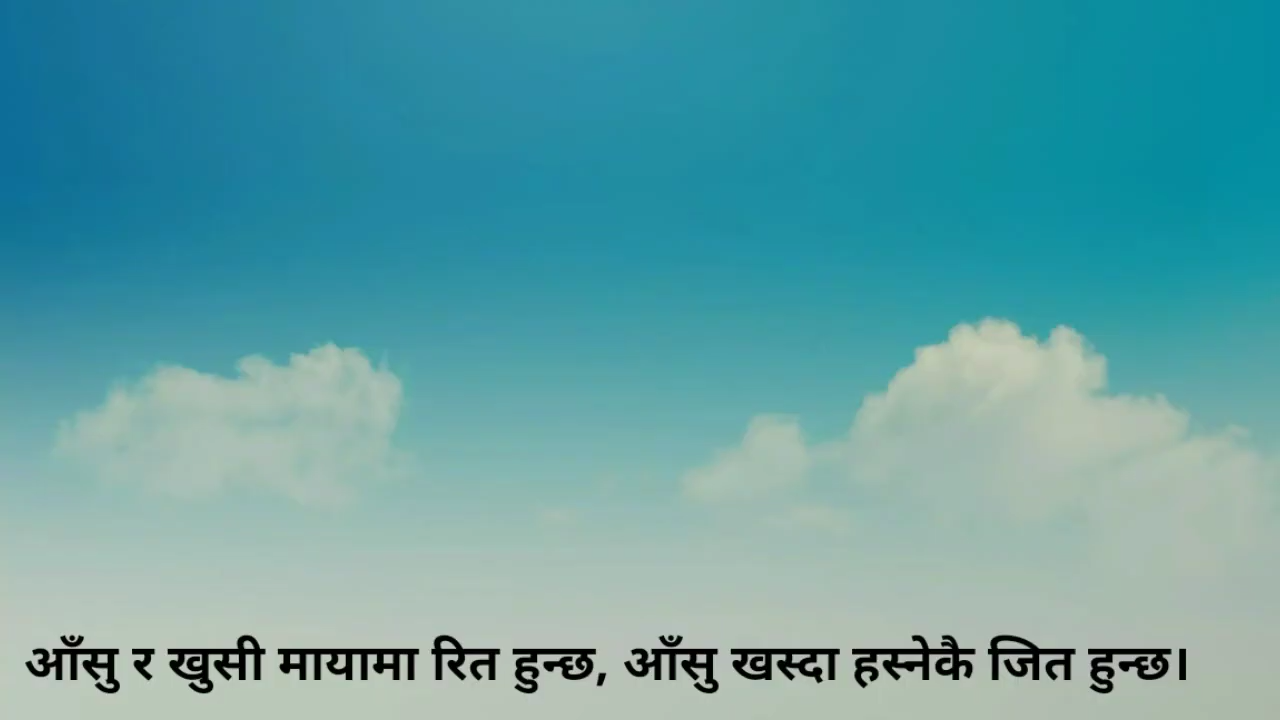 आँसु र खुसी मायामा रित हुन्छ, आँसु खस्दा हस्नेकै जित हुन्छ।